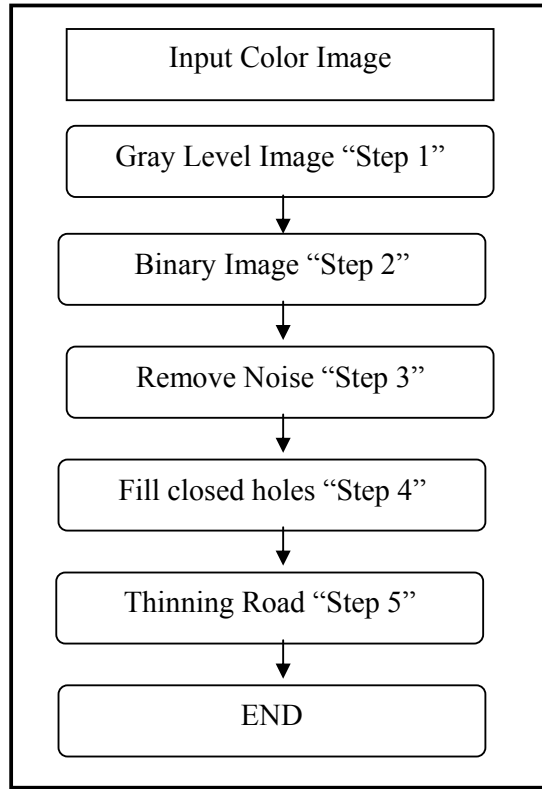 Input Color Image
Gray Level Image “Step 1”
Binary Image “Step 2”
Remove Noise “Step 3”
Fill closed holes “Step 4”
Thinning Road “Step 5”
END